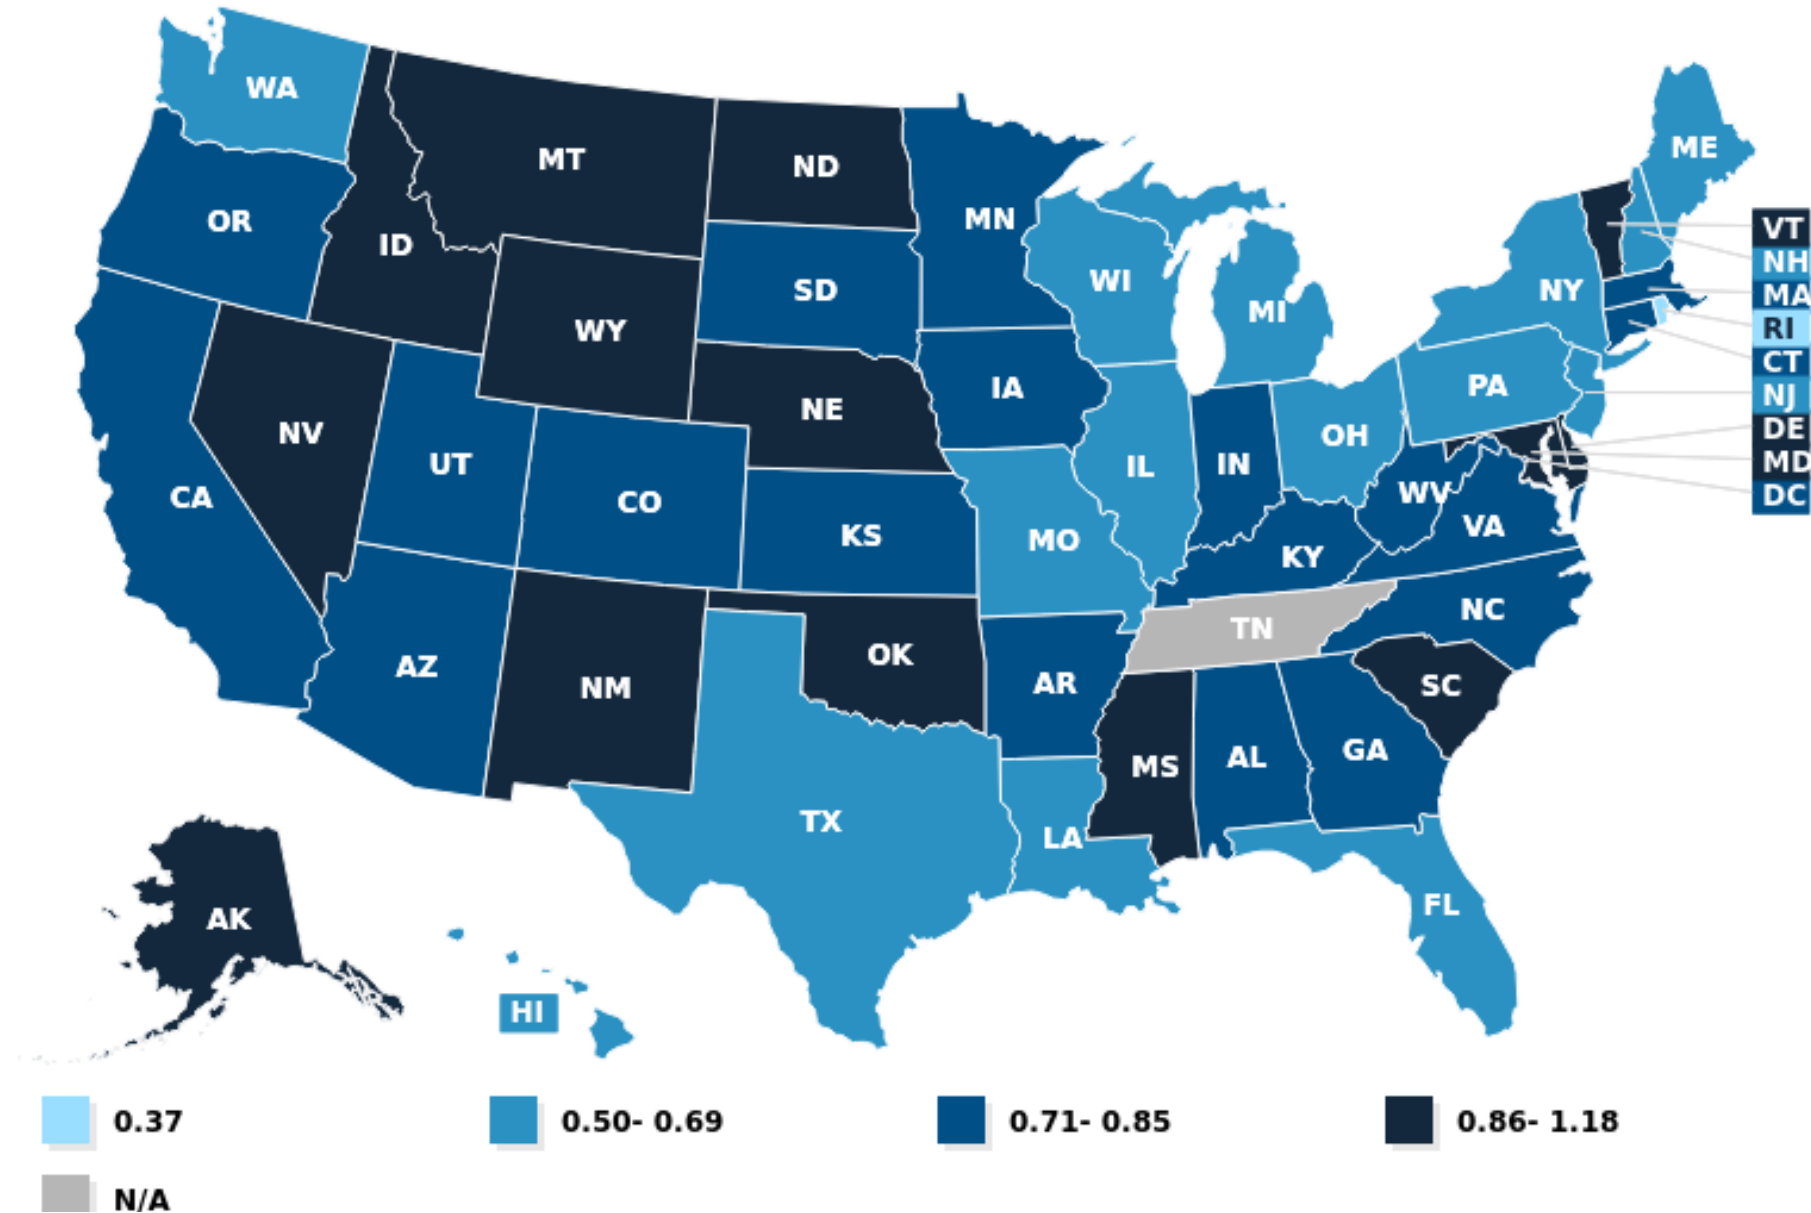 WA
ME
MT
ND
MN
OR
ID
VT
NH
SD
WI
NY
MA
MI
RI
WY
CT
IA
PA
NJ
NE
NV
OH
DE
UT
IL
IN
MD
CA
CO
WV
DC
KS
MO
VA
KY
NC
TN
AZ
NM
OK
AR
SC
MS
AL
GA
TX
LA
FL
AK
HI
0.37
0.50- 0.69
0.71- 0.85
0.86- 1.18
N/A